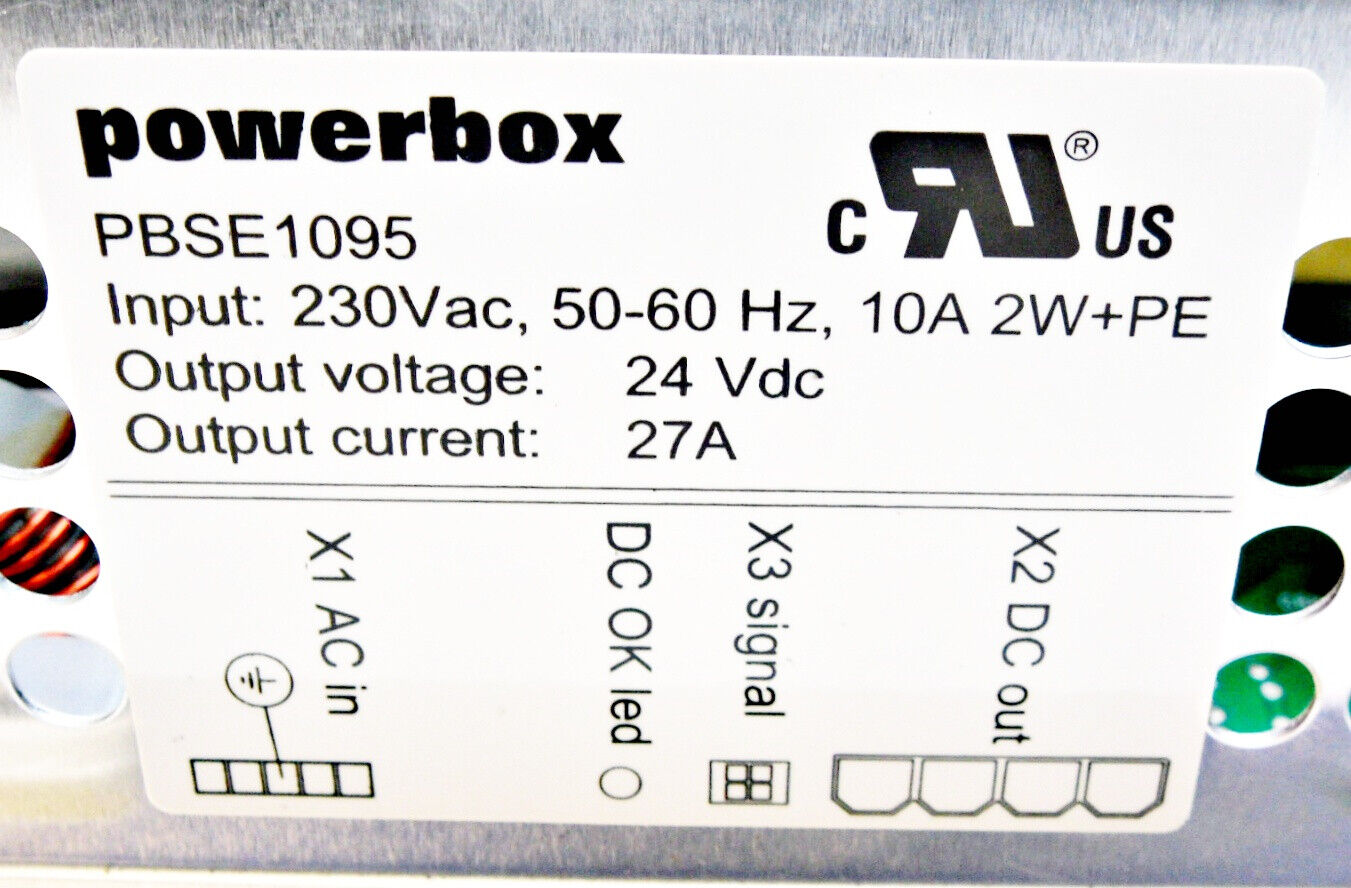 powerbox
C RU ® US
PBSE1095
Input: 230Vac, 50-60 Hz, 10A 2W+PE
Output voltage: 24 Vdc
Output current: 27A
X1 AC in
DC OK led
X3 signal
X2 DC out